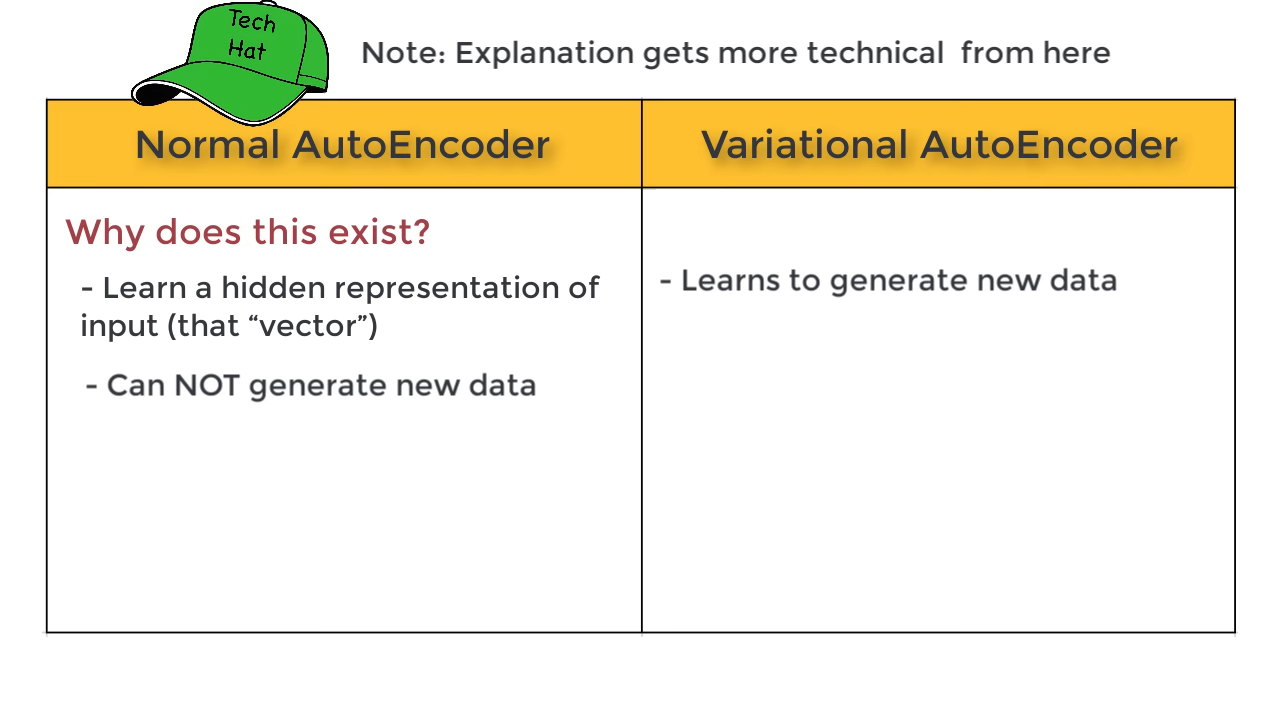 Tech
Hat
Note: Explanation gets more technical from here
Normal AutoEncoder
Variational AutoEncoder
Why does this exist?
- Learn a hidden representation of
input (that “vector”)
- Can NOT generate new data
- Learns to generate new data